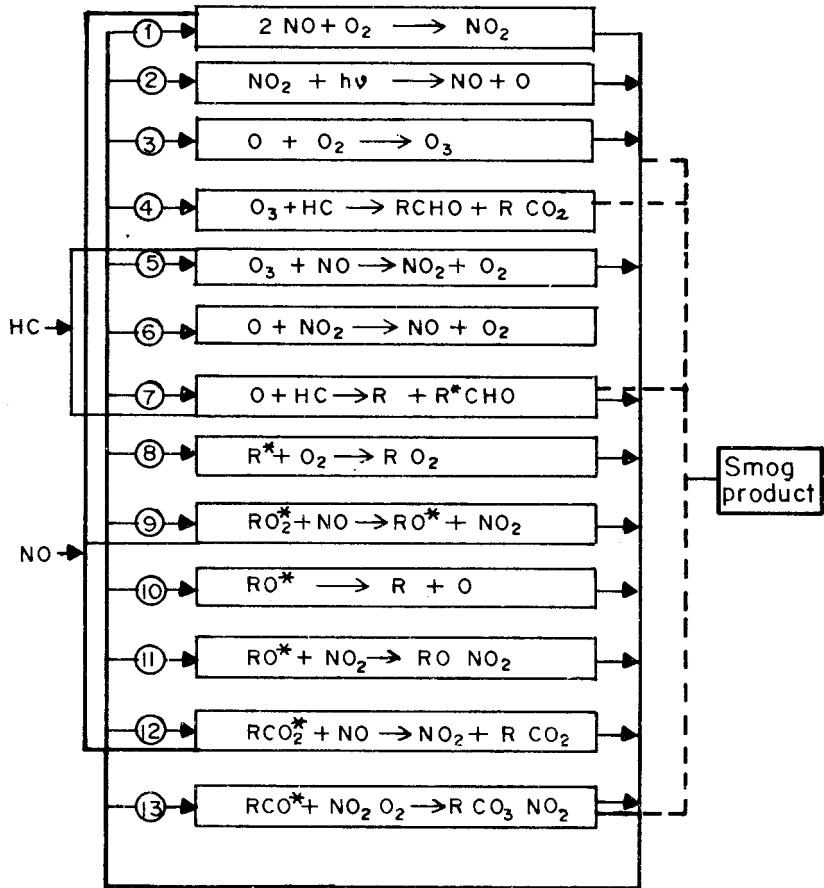 ① 2 NO + O₂ → NO₂
② NO₂ + hν → NO + O
③ O + O₂ → O₃
④ O₃ + HC → RCHO + R CO₂
⑤ O₃ + NO → NO₂ + O₂
HC
⑥ O + NO₂ → NO + O₂
⑦ O + HC → R + R*CHO
⑧ R* + O₂ → R O₂
Smog
product
⑨ RO₂* + NO → RO* + NO₂
NO
⑩ RO* → R + O
⑪ RO* + NO₂ → RO NO₂
⑫ RCO₂* + NO → NO₂ + R CO₂
⑬ RCO* + NO₂ O₂ → R CO₃ NO₂